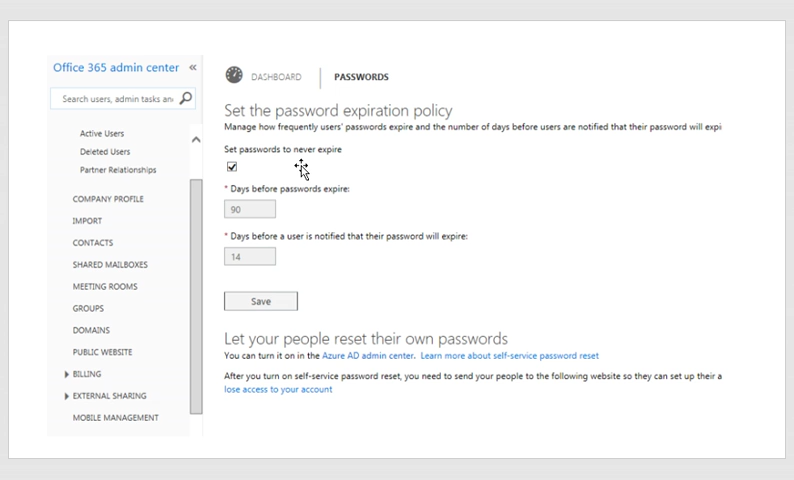 Office 365 admin center «
Search users, admin tasks an
Active Users
Deleted Users
Partner Relationships
COMPANY PROFILE
IMPORT
CONTACTS
SHARED MAILBOXES
MEETING ROOMS
GROUPS
DOMAINS
PUBLIC WEBSITE
BILLING
EXTERNAL SHARING
MOBILE MANAGEMENT
DASHBOARD PASSWORDS
Set the password expiration policy
Manage how frequently users' passwords expire and the number of days before users are notified that their password will expi
Set passwords to never expire
* Days before passwords expire:
90
* Days before a user is notified that their password will expire:
14
Save
Let your people reset their own passwords
You can turn it on in the Azure AD admin center. Learn more about self-service password reset
After you turn on self-service password reset, you need to send your people to the following website so they can set up their a
lose access to your account